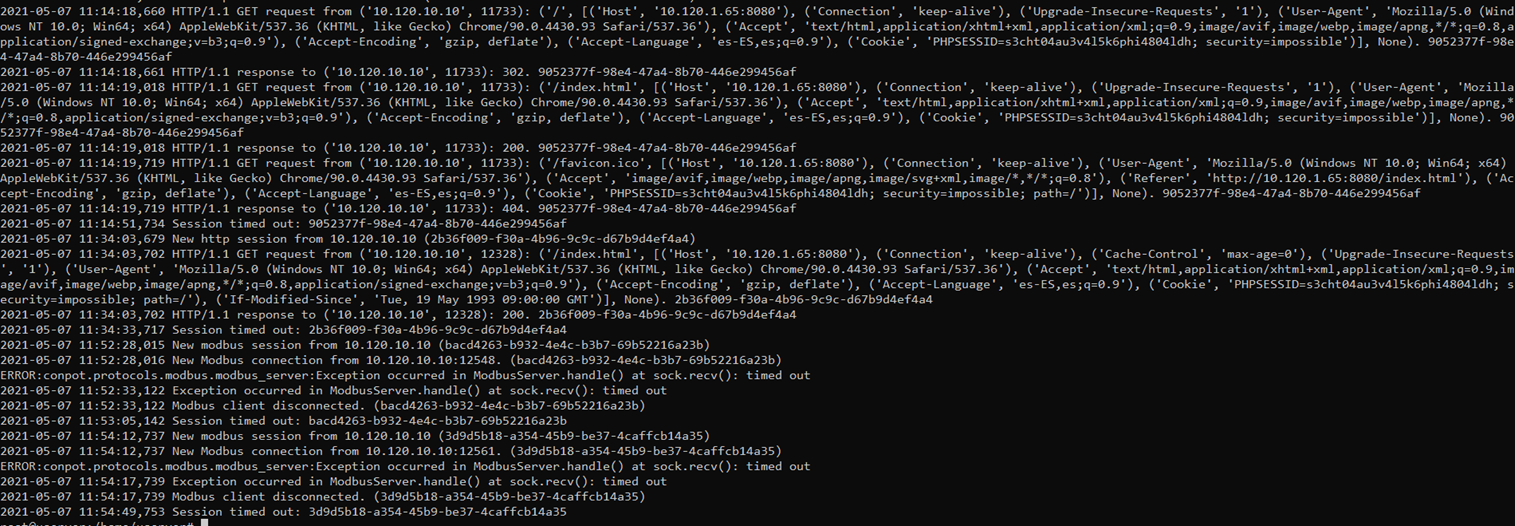 2021-05-07 11:14:18,660 HTTP/1.1 GET request from ('10.120.10.10', 11733): ('/', [('Host', '10.120.1.65:8080'), ('Connection', 'keep-alive'), ('Upgrade-Insecure-Requests', '1'), ('User-Agent', 'Mozilla/5.0 (Wind
ows NT 10.0; Win64; x64) AppleWebKit/537.36 (KHTML, like Gecko) Chrome/90.0.4430.93 Safari/537.36'), ('Accept', 'text/html,application/xhtml+xml,application/xml;q=0.9,image/avif,image/webp,image/apng,*/*;q=0.8,a
pplication/signed-exchange;v=b3;q=0.9'), ('Accept-Encoding', 'gzip, deflate'), ('Accept-Language', 'es-ES,es;q=0.9'), ('Cookie', 'PHPSESSID=s3cht04au3v4l5k6phi4804ldh; security=impossible')], None). 9052377f-98e
4-47a4-8b70-446e299456af
2021-05-07 11:14:18,661 HTTP/1.1 response to ('10.120.10.10', 11733): 302. 9052377f-98e4-47a4-8b70-446e299456af
2021-05-07 11:14:19,018 HTTP/1.1 GET request from ('10.120.10.10', 11733): ('/index.html', [('Host', '10.120.1.65:8080'), ('Connection', 'keep-alive'), ('Upgrade-Insecure-Requests', '1'), ('User-Agent', 'Mozilla
/5.0 (Windows NT 10.0; Win64; x64) AppleWebKit/537.36 (KHTML, like Gecko) Chrome/90.0.4430.93 Safari/537.36'), ('Accept', 'text/html,application/xhtml+xml,application/xml;q=0.9,image/avif,image/webp,image/apng,*
/*;q=0.8,application/signed-exchange;v=b3;q=0.9'), ('Accept-Encoding', 'gzip, deflate'), ('Accept-Language', 'es-ES,es;q=0.9'), ('Cookie', 'PHPSESSID=s3cht04au3v4l5k6phi4804ldh; security=impossible')], None). 90
52377f-98e4-47a4-8b70-446e299456af
2021-05-07 11:14:19,018 HTTP/1.1 response to ('10.120.10.10', 11733): 200. 9052377f-98e4-47a4-8b70-446e299456af
2021-05-07 11:14:19,719 HTTP/1.1 GET request from ('10.120.10.10', 11733): ('/favicon.ico', [('Host', '10.120.1.65:8080'), ('Connection', 'keep-alive'), ('User-Agent', 'Mozilla/5.0 (Windows NT 10.0; Win64; x64)
AppleWebKit/537.36 (KHTML, like Gecko) Chrome/90.0.4430.93 Safari/537.36'), ('Accept', 'image/avif,image/webp,image/apng,image/svg+xml,image/*,*/*;q=0.8'), ('Referer', 'http://10.120.1.65:8080/index.html'), ('Ac
cept-Encoding', 'gzip, deflate'), ('Accept-Language', 'es-ES,es;q=0.9'), ('Cookie', 'PHPSESSID=s3cht04au3v4l5k6phi4804ldh; security=impossible; path=/')], None). 9052377f-98e4-47a4-8b70-446e299456af
2021-05-07 11:14:19,719 HTTP/1.1 response to ('10.120.10.10', 11733): 404. 9052377f-98e4-47a4-8b70-446e299456af
2021-05-07 11:14:51,734 Session timed out: 9052377f-98e4-47a4-8b70-446e299456af
2021-05-07 11:34:03,679 New http session from 10.120.10.10 (2b36f009-f30a-4b96-9c9c-d67b9d4ef4a4)
2021-05-07 11:34:03,702 HTTP/1.1 GET request from ('10.120.10.10', 12328): ('/index.html', [('Host', '10.120.1.65:8080'), ('Connection', 'keep-alive'), ('Cache-Control', 'max-age=0'), ('Upgrade-Insecure-Requests
', '1'), ('User-Agent', 'Mozilla/5.0 (Windows NT 10.0; Win64; x64) AppleWebKit/537.36 (KHTML, like Gecko) Chrome/90.0.4430.93 Safari/537.36'), ('Accept', 'text/html,application/xhtml+xml,application/xml;q=0.9,im
age/avif,image/webp,image/apng,*/*;q=0.8,application/signed-exchange;v=b3;q=0.9'), ('Accept-Encoding', 'gzip, deflate'), ('Accept-Language', 'es-ES,es;q=0.9'), ('Cookie', 'PHPSESSID=s3cht04au3v4l5k6phi4804ldh; s
ecurity=impossible; path=/'), ('If-Modified-Since', 'Tue, 19 May 1993 09:00:00 GMT')], None). 2b36f009-f30a-4b96-9c9c-d67b9d4ef4a4
2021-05-07 11:34:03,702 HTTP/1.1 response to ('10.120.10.10', 12328): 200. 2b36f009-f30a-4b96-9c9c-d67b9d4ef4a4
2021-05-07 11:34:33,717 Session timed out: 2b36f009-f30a-4b96-9c9c-d67b9d4ef4a4
2021-05-07 11:52:28,015 New Modbus session from 10.120.10.10 (bacd4263-b932-4e4c-b3b7-69b52216a23b)
2021-05-07 11:52:28,016 New Modbus connection from 10.120.10.10:12548. (bacd4263-b932-4e4c-b3b7-69b52216a23b)
ERROR:conpot.protocols.modbus.modbus_server:Exception occurred in ModbusServer.handle() at sock.recv(): timed out
2021-05-07 11:52:33,122 Exception occurred in ModbusServer.handle() at sock.recv(): timed out
2021-05-07 11:52:33,122 Modbus client disconnected. (bacd4263-b932-4e4c-b3b7-69b52216a23b)
2021-05-07 11:53:05,142 Session timed out: bacd4263-b932-4e4c-b3b7-69b52216a23b
2021-05-07 11:54:12,737 New modbus session from 10.120.10.10 (3d9d5b18-a354-45b9-be37-4caffcb14a35)
2021-05-07 11:54:12,737 New Modbus connection from 10.120.10.10:12561. (3d9d5b18-a354-45b9-be37-4caffcb14a35)
ERROR:conpot.protocols.modbus.modbus_server:Exception occurred in ModbusServer.handle() at sock.recv(): timed out
2021-05-07 11:54:17,739 Exception occurred in ModbusServer.handle() at sock.recv(): timed out
2021-05-07 11:54:17,739 Modbus client disconnected. (3d9d5b18-a354-45b9-be37-4caffcb14a35)
2021-05-07 11:54:49,753 Session timed out: 3d9d5b18-a354-45b9-be37-4caffcb14a35